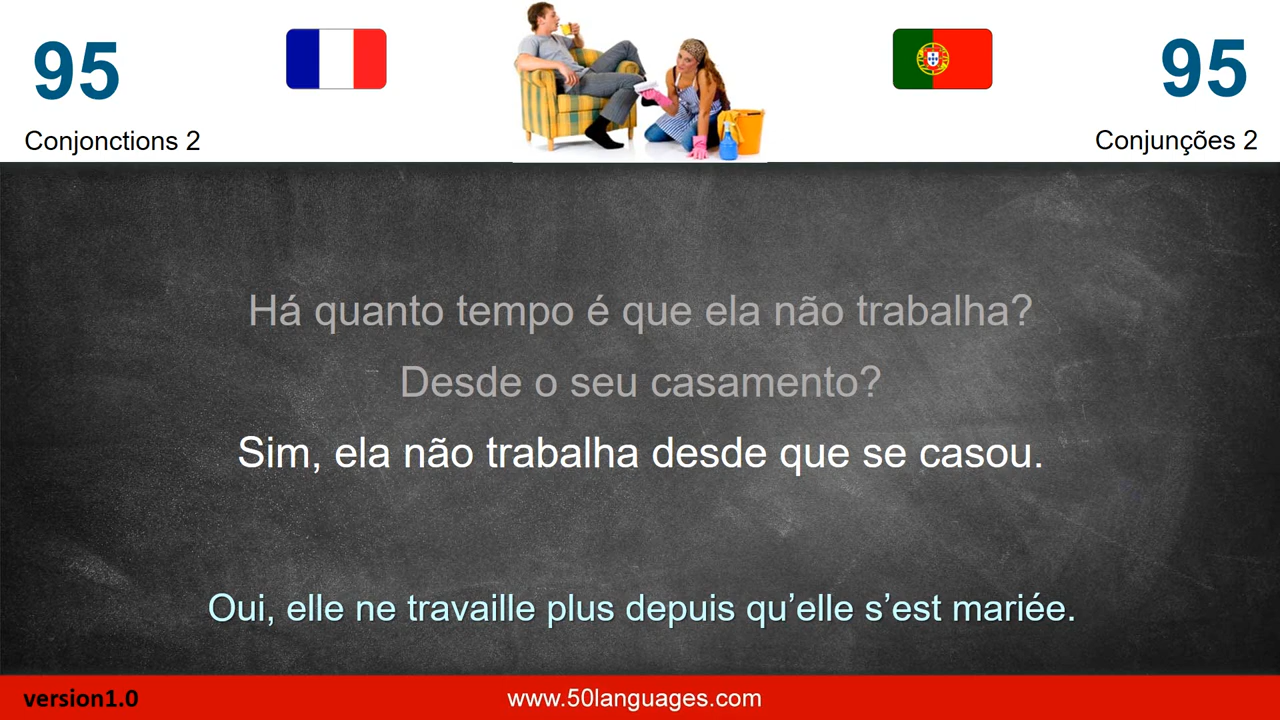 95
95
Conjonctions 2
Conjunções 2
Há quanto tempo é que ela não trabalha?
Desde o seu casamento?
Sim, ela não trabalha desde que se casou.
Oui, elle ne travaille plus depuis qu’elle s’est mariée.
version1.0
www.50languages.com